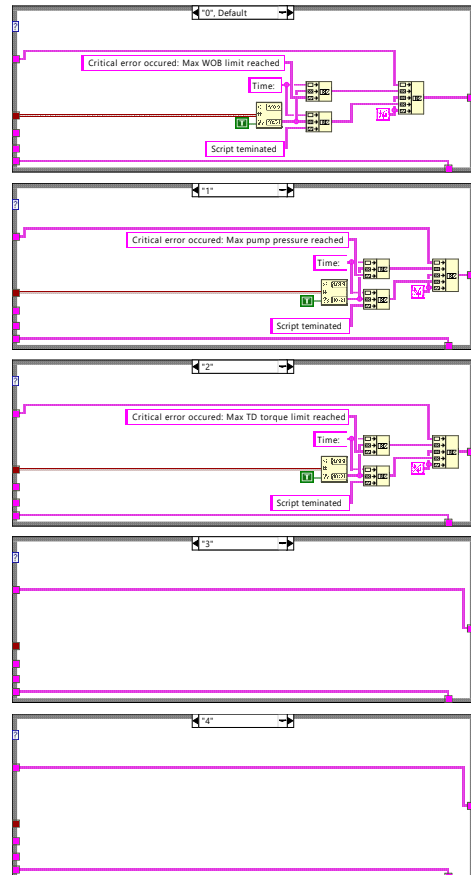 "0", Default
?
Critical error occured: Max WOB limit reached
Time:
T
Script teminated
"1"
?
Critical error occured: Max pump pressure reached
Time:
T
Script teminated
"2"
?
Critical error occured: Max TD torque limit reached
Time:
T
Script teminated
"3"
?
"4"
?